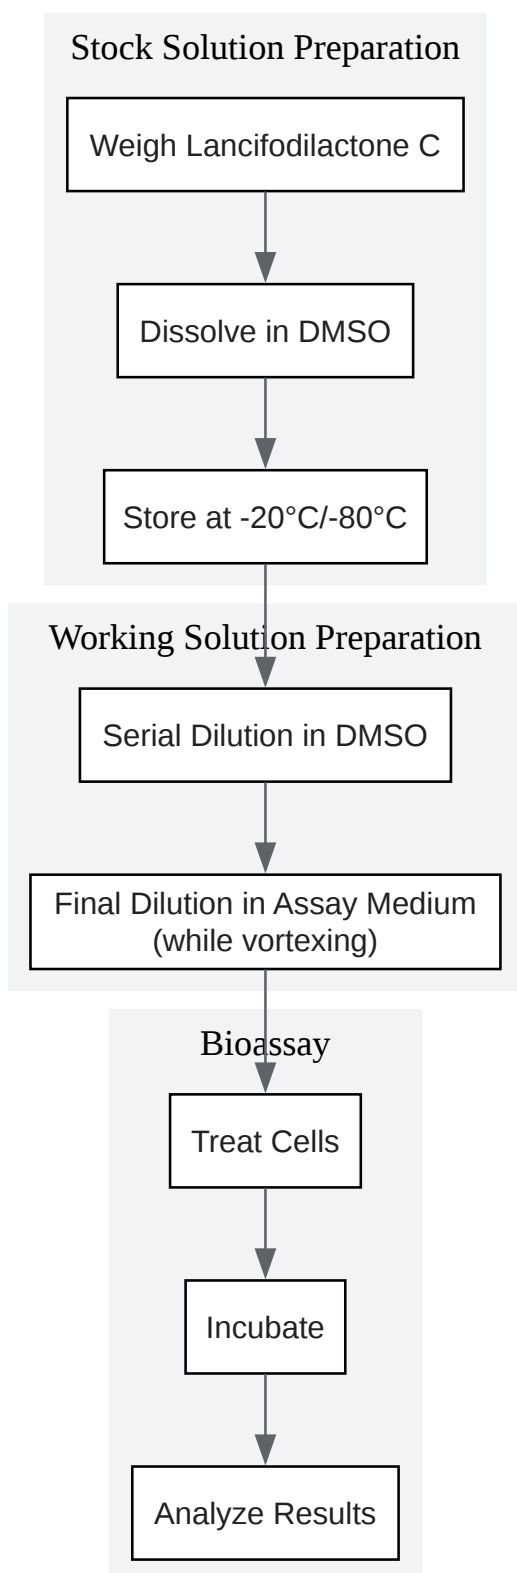 Stock Solution Preparation
Weigh Lancifodilactone C
Dissolve in DMSO
Store at -20°C/-80°C
Working Solution Preparation
Serial Dilution in DMSO
Final Dilution in Assay Medium
(while vortexing)
Bioassay
Treat Cells
Incubate
Analyze Results